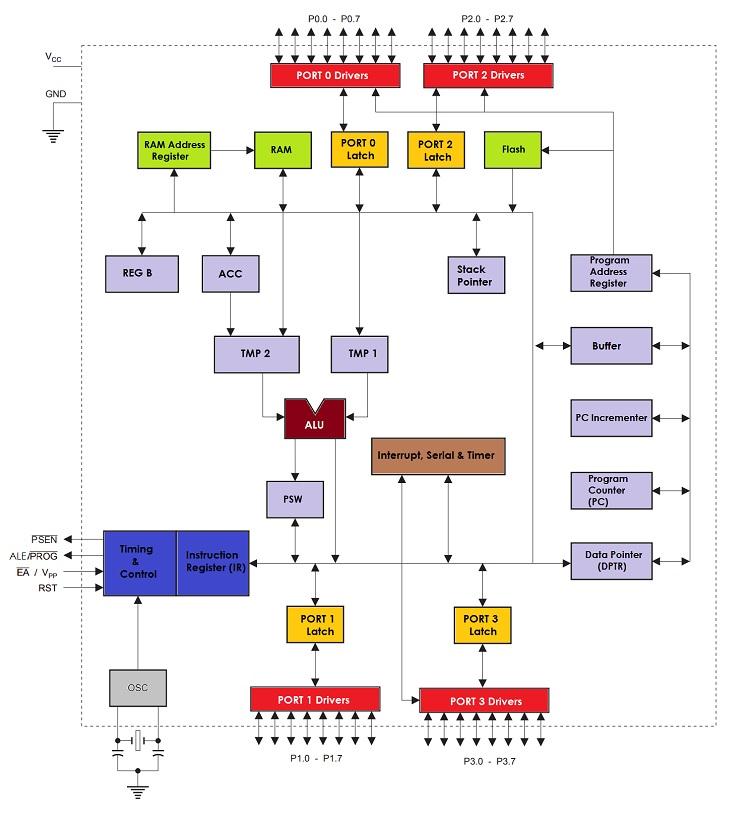 P0.0 - P0.7
P2.0 - P2.7
VCC
PORT 0 Drivers
PORT 2 Drivers
GND
RAM Address
Register
RAM
PORT 0
Latch
PORT 2
Latch
Flash
REG B
ACC
Stack
Pointer
Program
Address
Register
TMP 2
TMP 1
Buffer
ALU
PC Incrementer
Interrupt, Serial & Timer
PSW
Program
Counter
(PC)
PSEN
ALE/PROG
EA / VPP
RST
Timing
&
Control
Instruction
Register (IR)
Data Pointer
(DPTR)
PORT 1
Latch
PORT 3
Latch
OSC
PORT 1 Drivers
PORT 3 Drivers
P1.0 - P1.7
P3.0 - P3.7